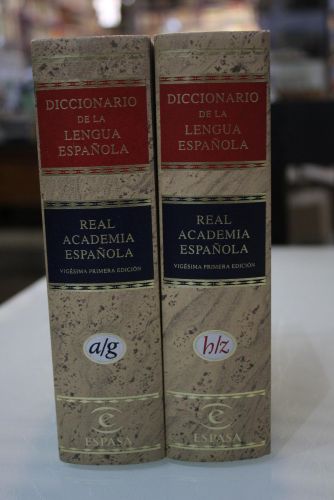 DICCIONARIO
DE LA
LENGUA
ESPAÑOLA
REAL
ACADEMIA
ESPAÑOLA
VIGÉSIMA PRIMERA EDICIÓN
a/g
ESPASA
DICCIONARIO
DE LA
LENGUA
ESPAÑOLA
REAL
ACADEMIA
ESPAÑOLA
VIGÉSIMA PRIMERA EDICIÓN
h/z
ESPASA